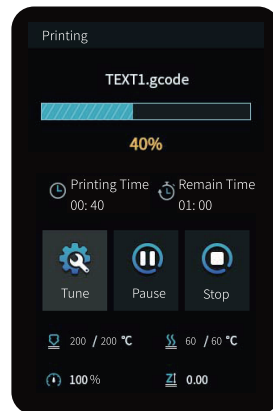 Printing
TEXT1.gcode
40%
Printing Time Remain Time
00: 40 01: 00
Tune Pause Stop
200 / 200 °C 60 / 60 °C
100% 0.00